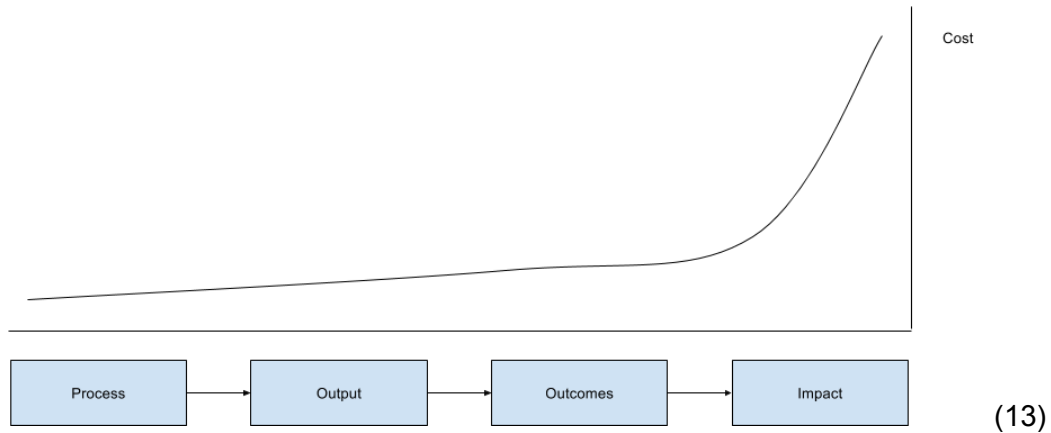 Cost
Process
Output
Outcomes
Impact
(13)